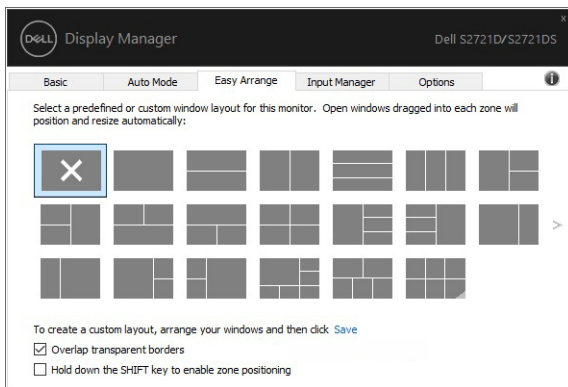 DELL Display Manager Dell S2721D/S2721DS
Basic Auto Mode Easy Arrange Input Manager Options
Select a predefined or custom window layout for this monitor. Open windows dragged into each zone will
position and resize automatically:
To create a custom layout, arrange your windows and then click Save
Overlap transparent borders
Hold down the SHIFT key to enable zone positioning